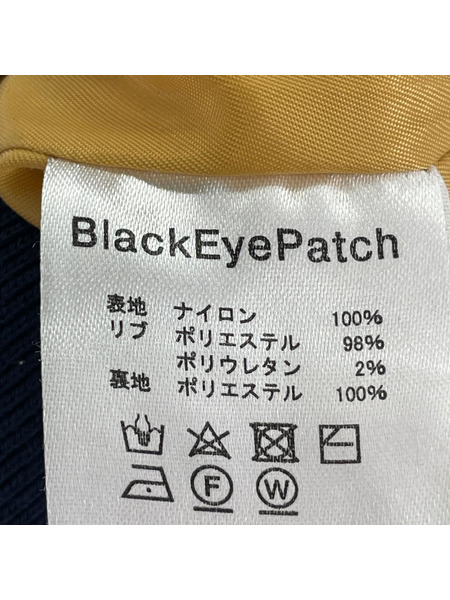 BlackEyePatch
表地 ナイロン 100%
リブ ポリエステル 98%
ポリウレタン 2%
裏地 ポリエステル 100%
F W